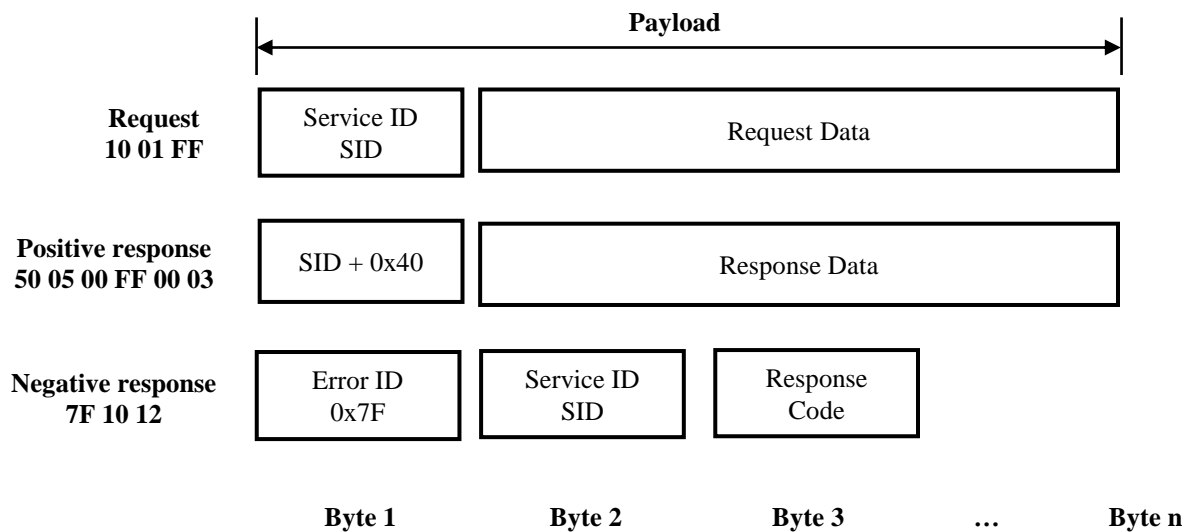 Payload
Request
10 01 FF
Service ID
SID
Request Data
Positive response
50 05 00 FF 00 03
SID + 0x40
Response Data
Negative response
7F 10 12
Error ID
0x7F
Service ID
SID
Response
Code
Byte 1 Byte 2 Byte 3 … Byte n